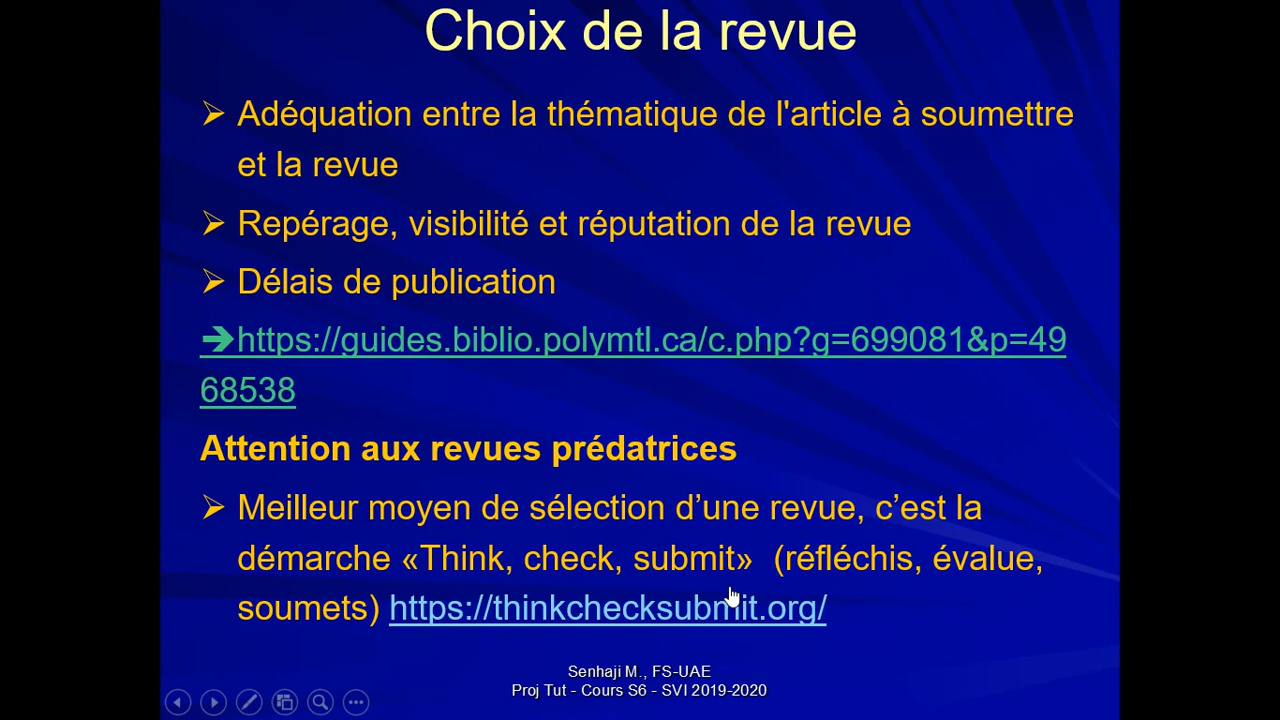 Choix de la revue
➢ Adéquation entre la thématique de l'article à soumettre
et la revue
➢ Repérage, visibilité et réputation de la revue
➢ Délais de publication
➔https://guides.biblio.polymtl.ca/c.php?g=699081&p=49
68538
Attention aux revues prédatrices
➢ Meilleur moyen de sélection d’une revue, c’est la
démarche «Think, check, submit»  (réfléchis, évalue,
soumets) https://thinkchecksubmit.org/
Senhaji M., FS-UAE
Proj Tut - Cours S6 - SVI 2019-2020